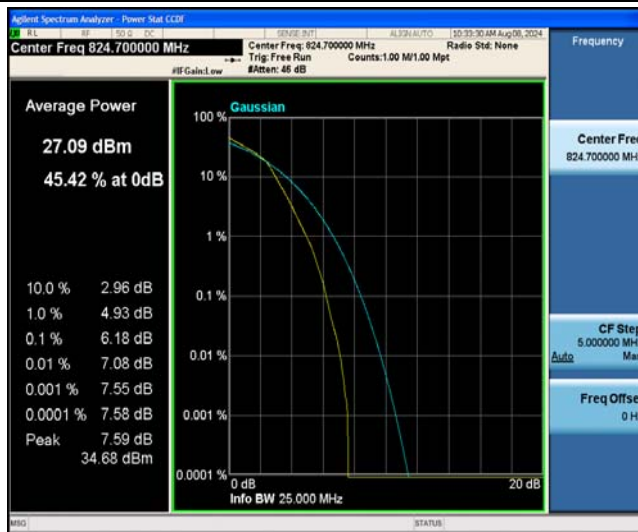 Agilent Spectrum Analyzer - Power Stat CCDF
RL RF 50 Ω DC SENSE:INT ALIGN AUTO 10:33:30 AM Aug 08, 2024
Center Freq 824.700000 MHz
Center Freq: 824.700000 MHz Radio Std: None
Trig: Free Run Counts:1.00 M/1.00 Mpt
#IFGain:Low #Atten: 46 dB
Frequency
Average Power
27.09 dBm
45.42 % at 0dB
10.0 % 2.96 dB
1.0 % 4.93 dB
0.1 % 6.18 dB
0.01 % 7.08 dB
0.001 % 7.55 dB
0.0001 % 7.58 dB
Peak 7.59 dB
34.68 dBm
Gaussian
100 %
10 %
1 %
0.1 %
0.01 %
0.001 %
0.0001 %
0 dB 20 dB
Info BW 25.000 MHz
Center Fre
824.700000 MH
CF Step
5.000000 MH
Auto Ma
Freq Offse
0 H
MSG STATUS